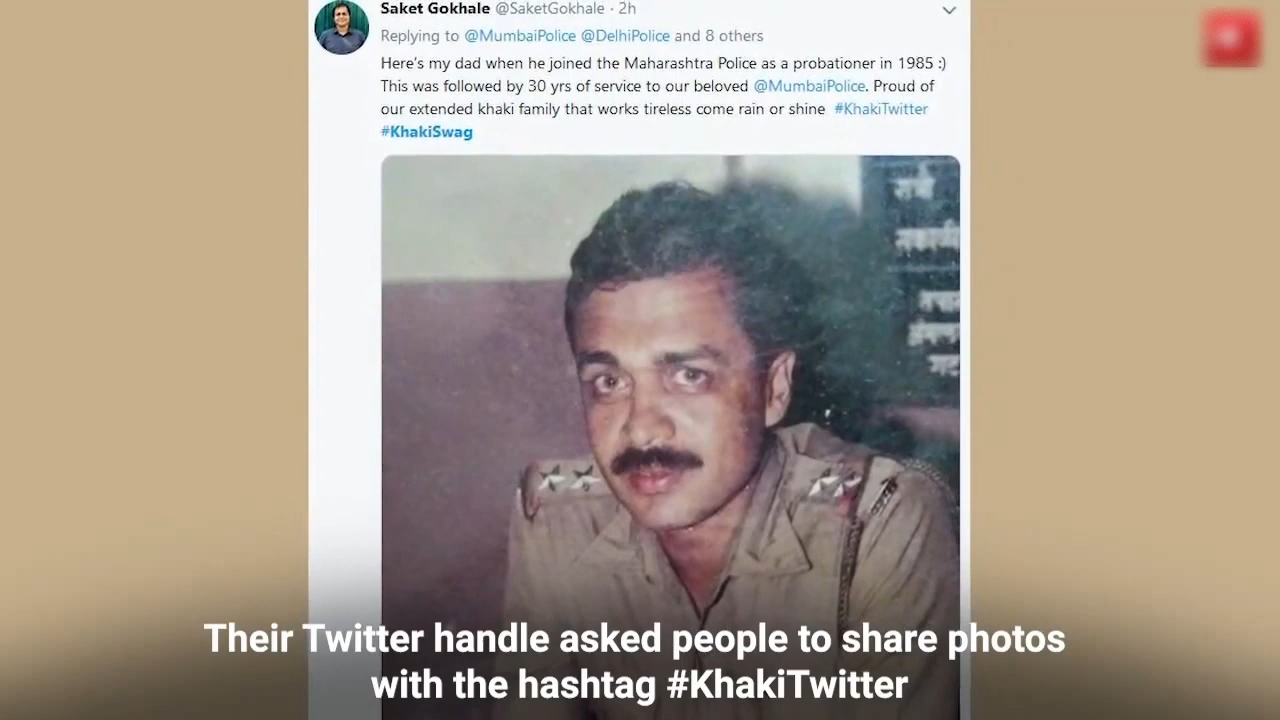 Saket Gokhale @SaketGokhale · 2h
Replying to @MumbaiPolice @DelhiPolice and 8 others
Here's my dad when he joined the Maharashtra Police as a probationer in 1985 :)
This was followed by 30 yrs of service to our beloved @MumbaiPolice. Proud of
our extended khaki family that works tireless come rain or shine #KhakiTwitter
#KhakiSwag
Their Twitter handle asked people to share photos
with the hashtag #KhakiTwitter